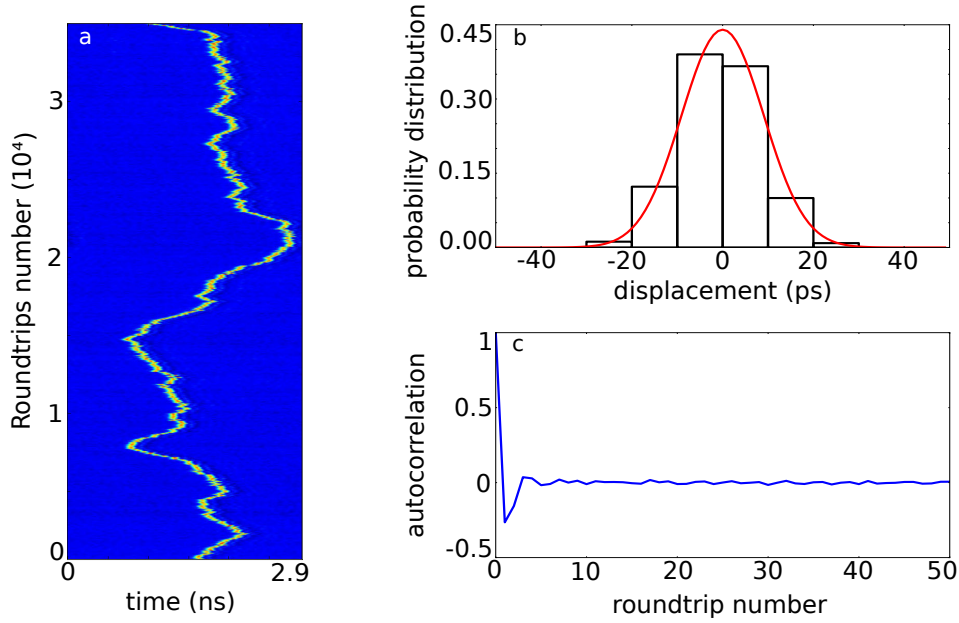 a
3
2
1
0
Roundtrips number (10⁴)
0
2.9
time (ns)
b
0.45
0.30
0.15
0.00
probability distribution
-40
-20
0
20
40
displacement (ps)
c
1
0.5
0
-0.5
autocorrelation
0
10
20
30
40
50
roundtrip number